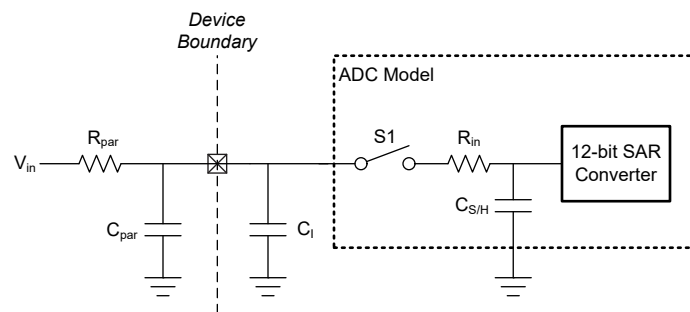 Device
Boundary
ADC Model
S1
R_par
R_in
V_in
12-bit SAR
Converter
C_par
C_I
C_S/H